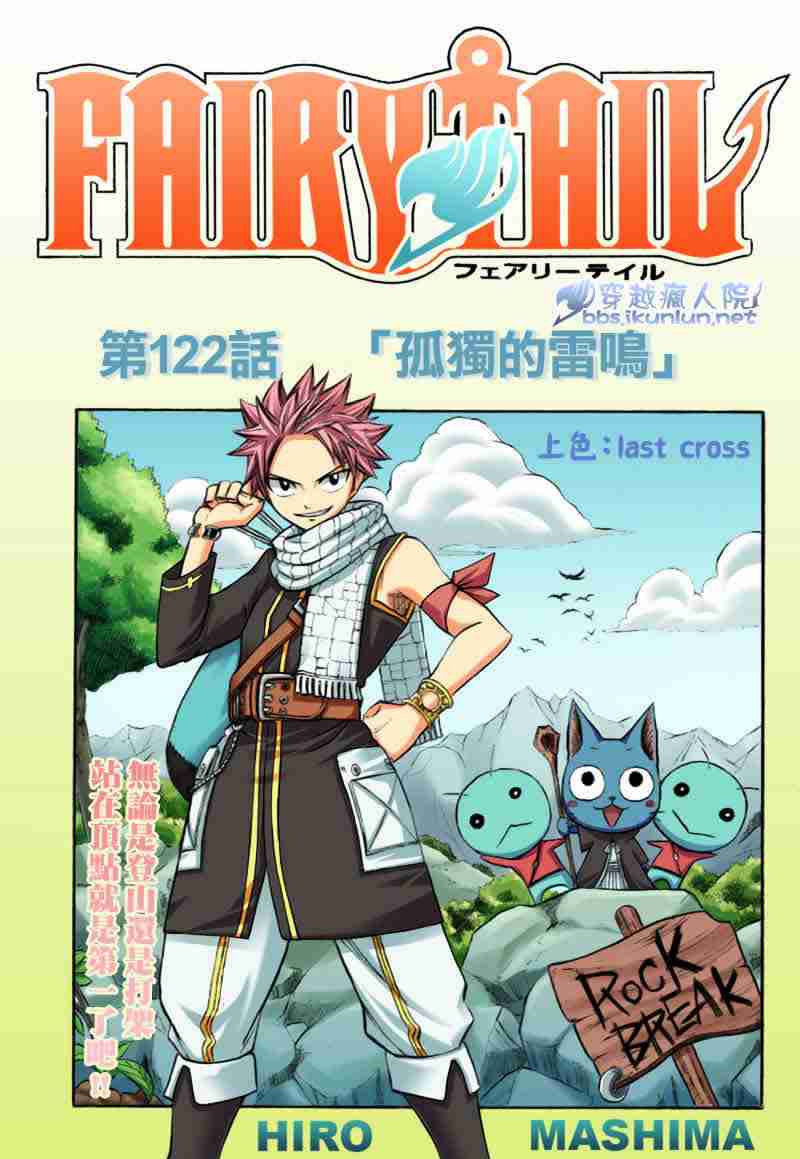 FAIRY TAIL
フェアリーテイル
穿越瘋人院
bbs.ikunlun.net
第122話 「孤獨的雷鳴」
上色:last cross
無論是登山還是打架
站在頂點就是第一了吧!!
ROCK
BREAK
HIRO MASHIMA